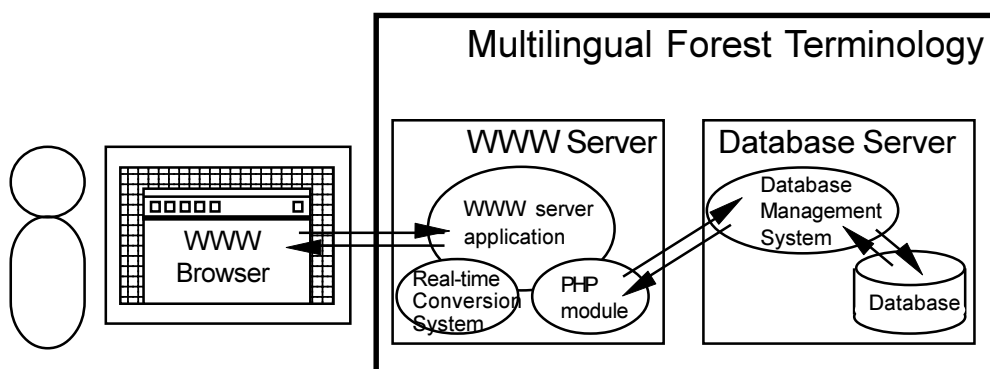 Multilingual Forest Terminology
WWW Server
Database Server
WWW
Browser
WWW server
application
Real-time
Conversion
System
PHP
module
Database
Management
System
Database